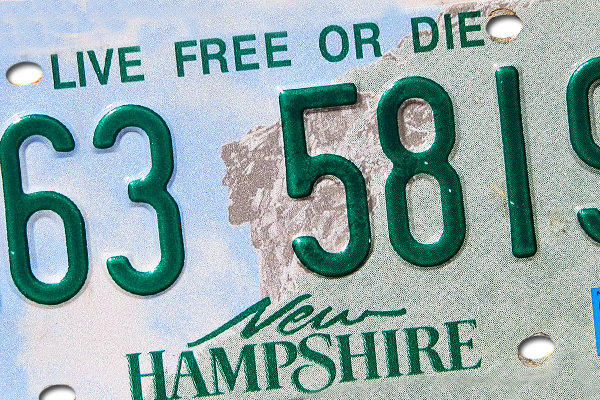 LIVE FREE OR DIE
63 581
New
HAMPSHIRE